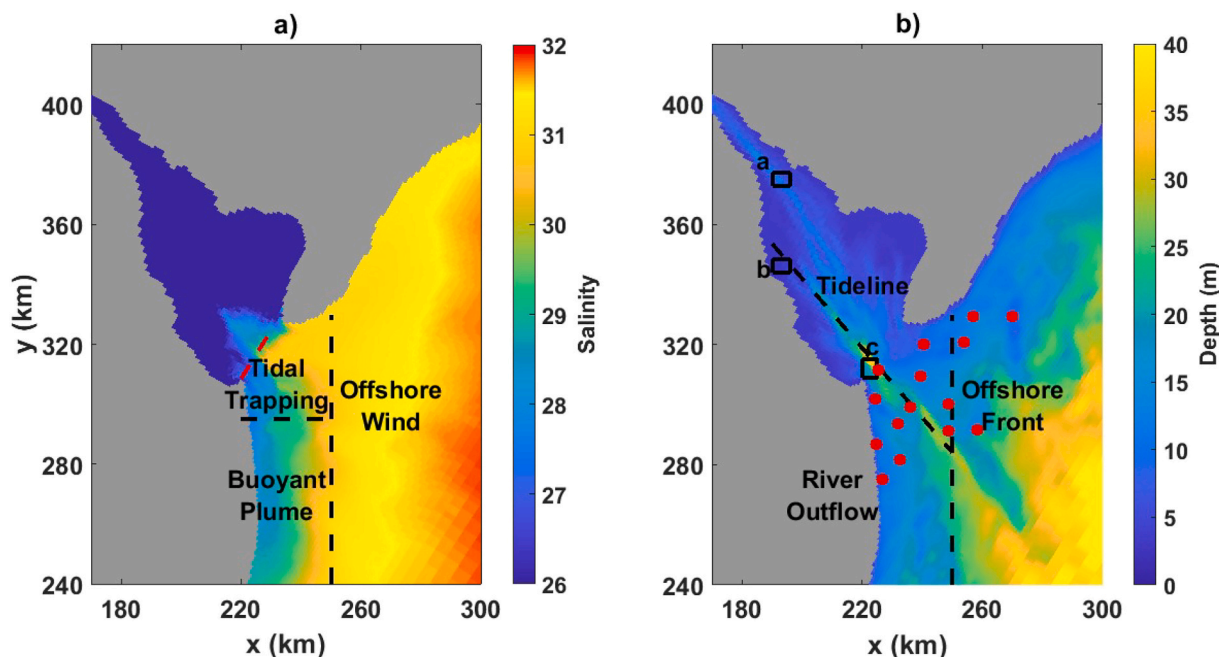 a)
400
360
320
280
240
y (km)
180
220
260
300
x (km)
Tidal
Trapping
Offshore
Wind
Buoyant
Plume
32
31
30
29
28
27
26
Salinity
b)
400
360
320
280
240
180
220
260
300
x (km)
a
b
Tideline
c
Offshore
Front
River
Outflow
40
35
30
25
20
15
10
5
0
Depth (m)